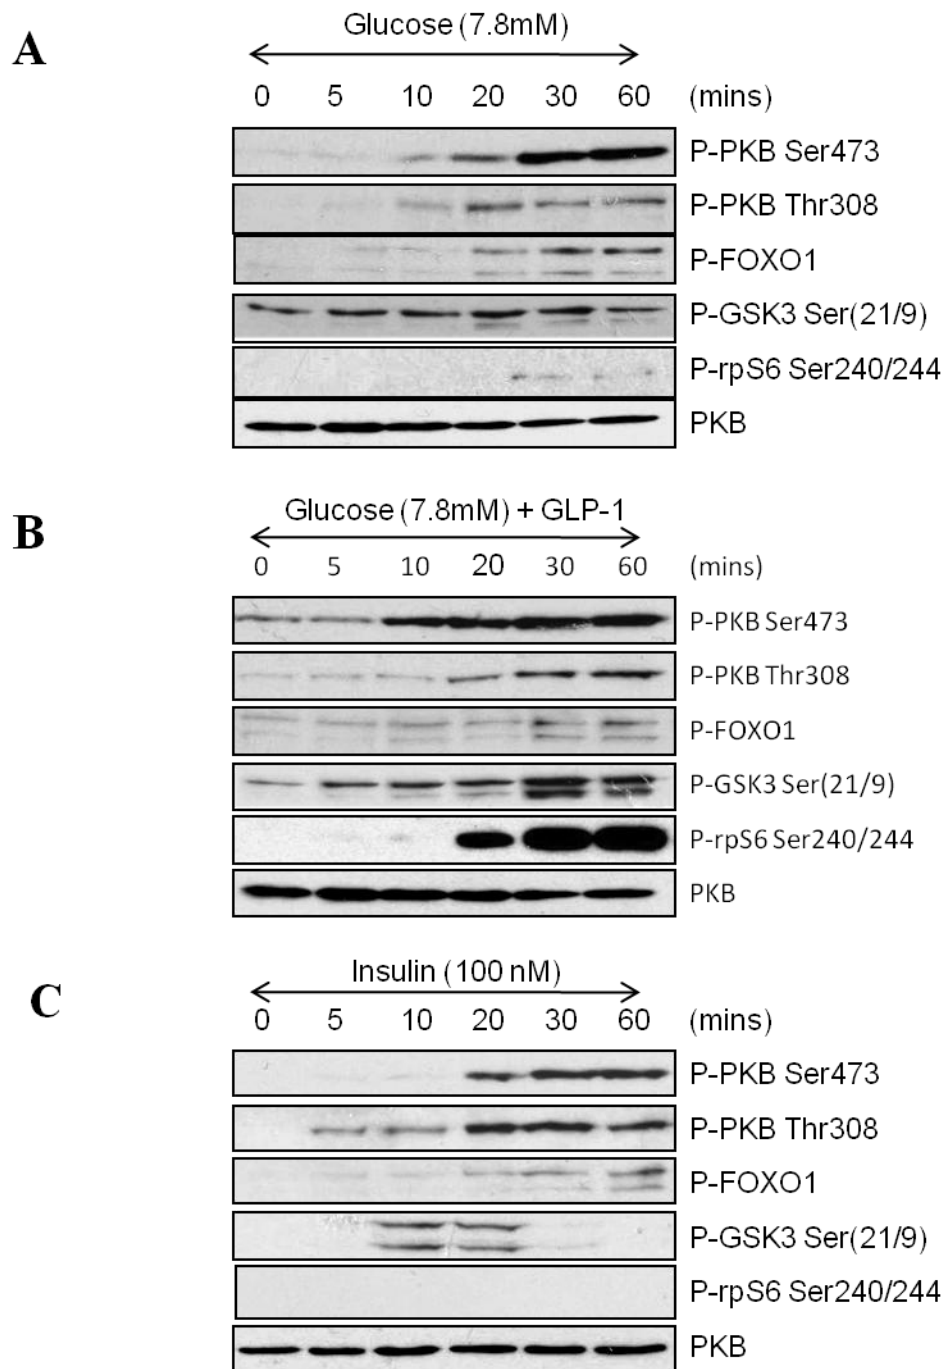 A
Glucose (7.8mM)
0 5 10 20 30 60 (mins)
P-PKB Ser473
P-PKB Thr308
P-FOXO1
P-GSK3 Ser(21/9)
P-rpS6 Ser240/244
PKB
B
Glucose (7.8mM) + GLP-1
0 5 10 20 30 60 (mins)
P-PKB Ser473
P-PKB Thr308
P-FOXO1
P-GSK3 Ser(21/9)
P-rpS6 Ser240/244
PKB
C
Insulin (100 nM)
0 5 10 20 30 60 (mins)
P-PKB Ser473
P-PKB Thr308
P-FOXO1
P-GSK3 Ser(21/9)
P-rpS6 Ser240/244
PKB